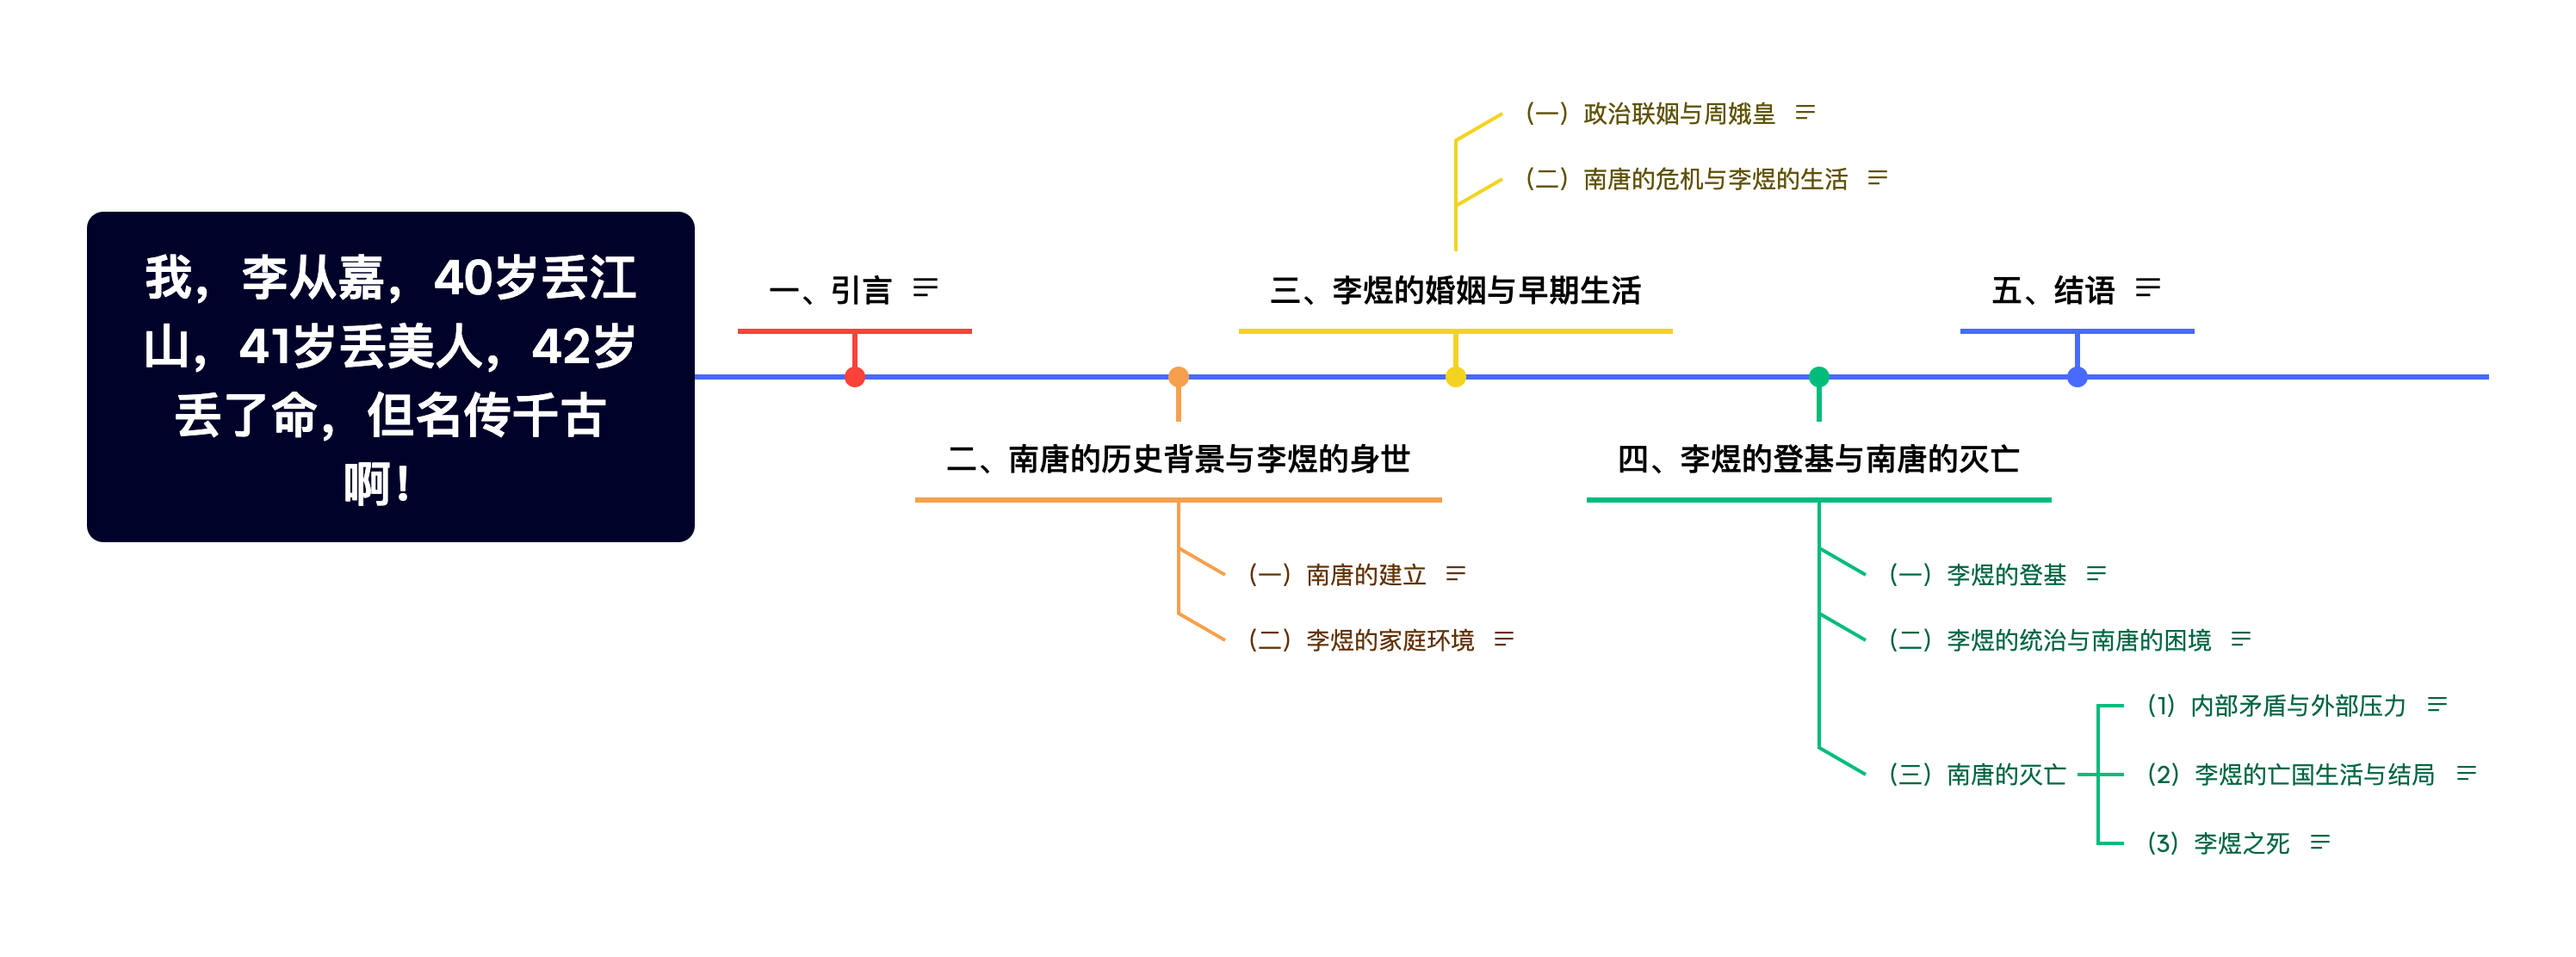 我，李从嘉，40岁丢江
山，41岁丢美人，42岁
丢了命，但名传千古
啊！
一、引言
二、南唐的历史背景与李煜的身世
（一）南唐的建立
（二）李煜的家庭环境
三、李煜的婚姻与早期生活
（一）政治联姻与周娥皇
（二）南唐的危机与李煜的生活
四、李煜的登基与南唐的灭亡
（一）李煜的登基
（二）李煜的统治与南唐的困境
（三）南唐的灭亡
（1）内部矛盾与外部压力
（2）李煜的亡国生活与结局
（3）李煜之死
五、结语